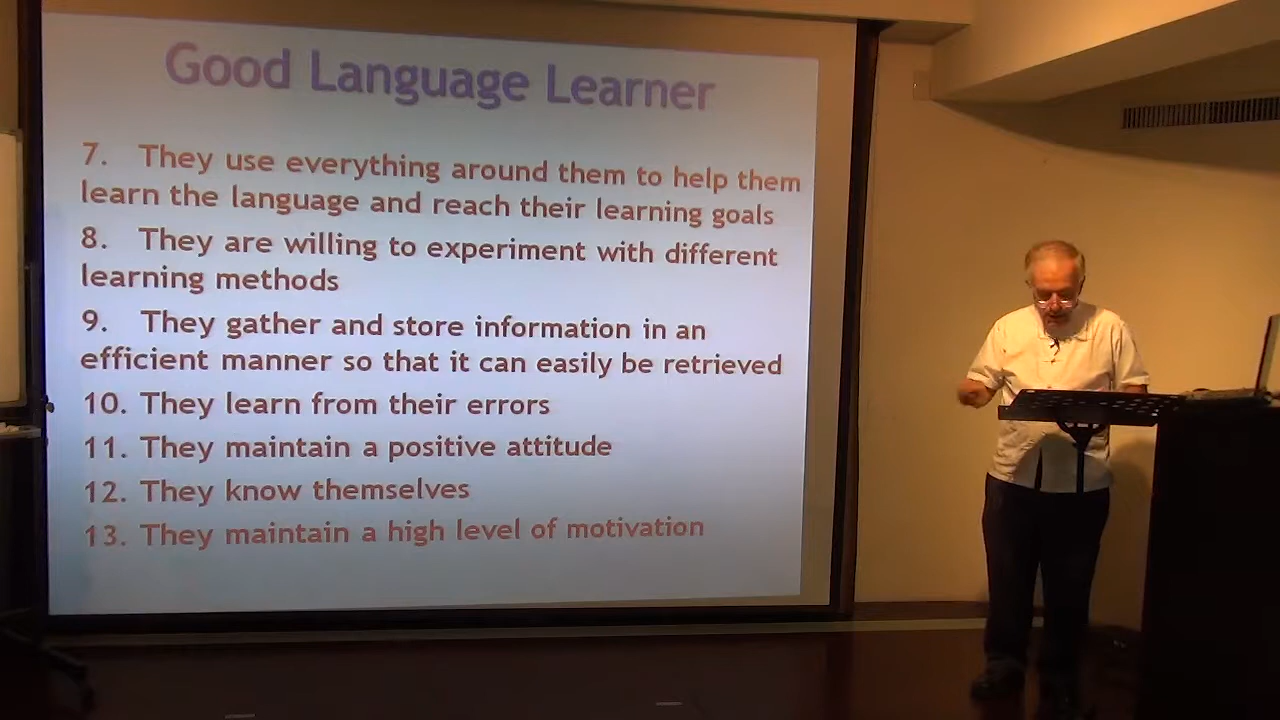 Good Language Learner
7. They use everything around them to help them
learn the language and reach their learning goals
8. They are willing to experiment with different
learning methods
9. They gather and store information in an
efficient manner so that it can easily be retrieved
10. They learn from their errors
11. They maintain a positive attitude
12. They know themselves
13. They maintain a high level of motivation